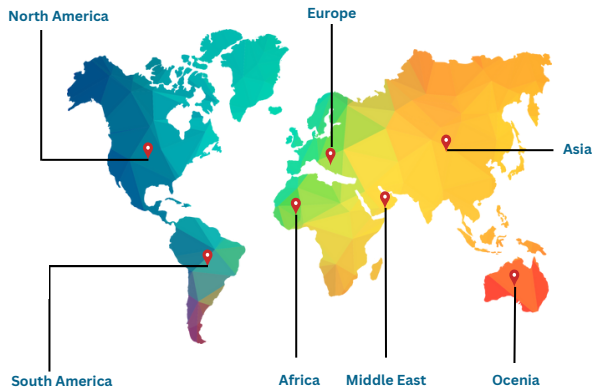 North America
Europe
Asia
South America
Africa
Middle East
Ocenia